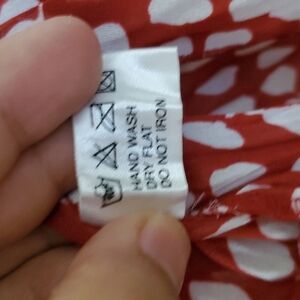 HAND WASH
DRY FLAT
DO NOT IRON